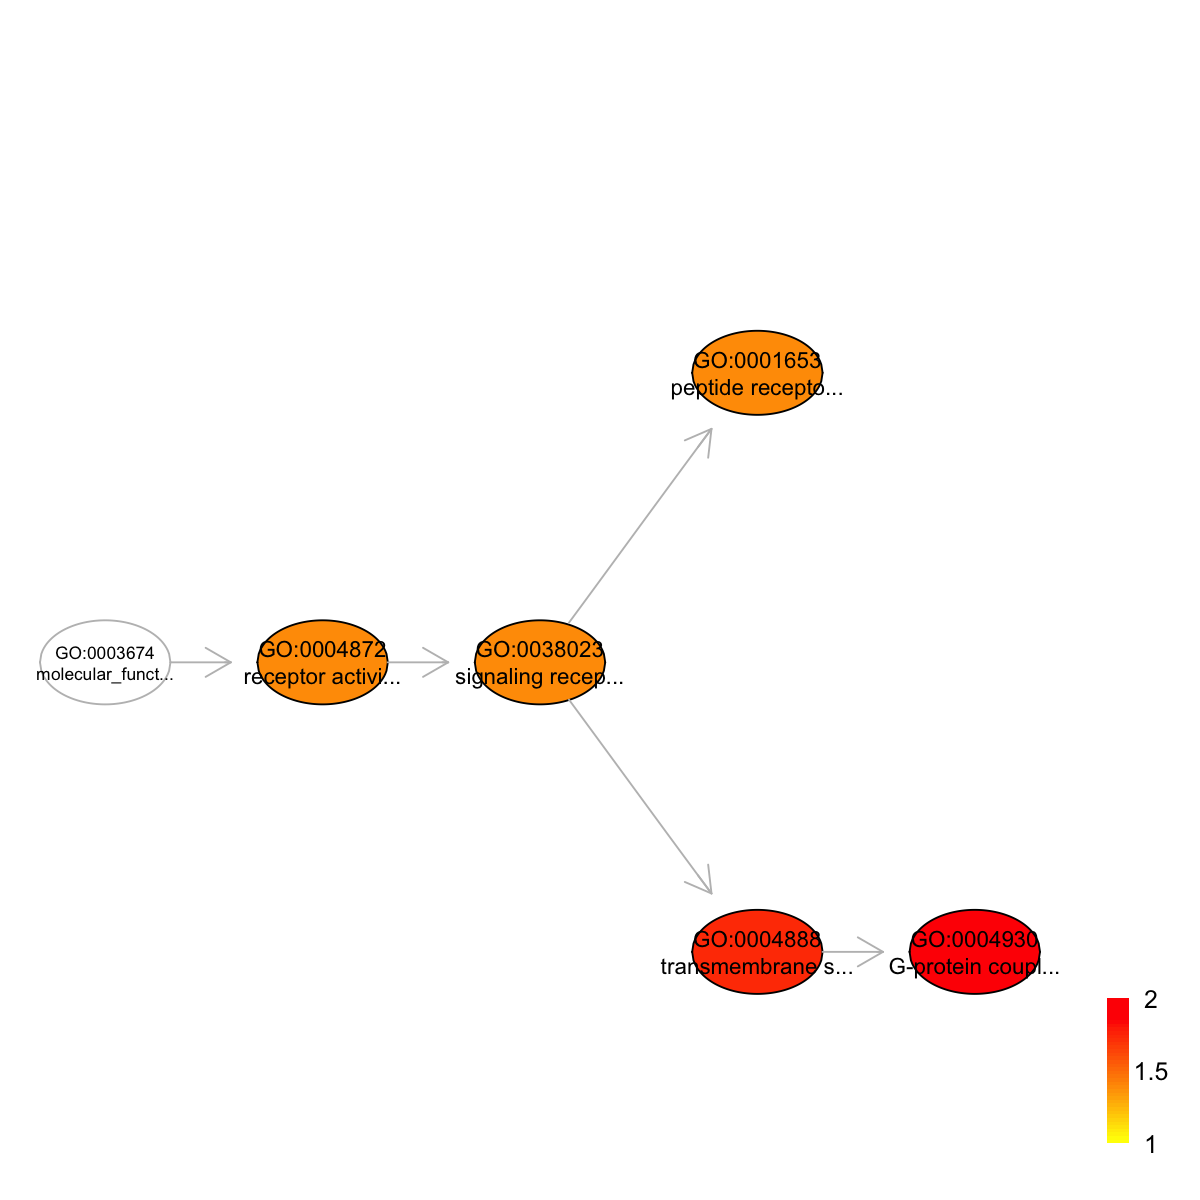 GO:0001653
peptide recepto...
GO:0003674
molecular_funct...
GO:0004872
receptor activi...
GO:0038023
signaling recep...
GO:0004888
transmembrane s...
GO:0004930
G-protein coupl...
2
1.5
1